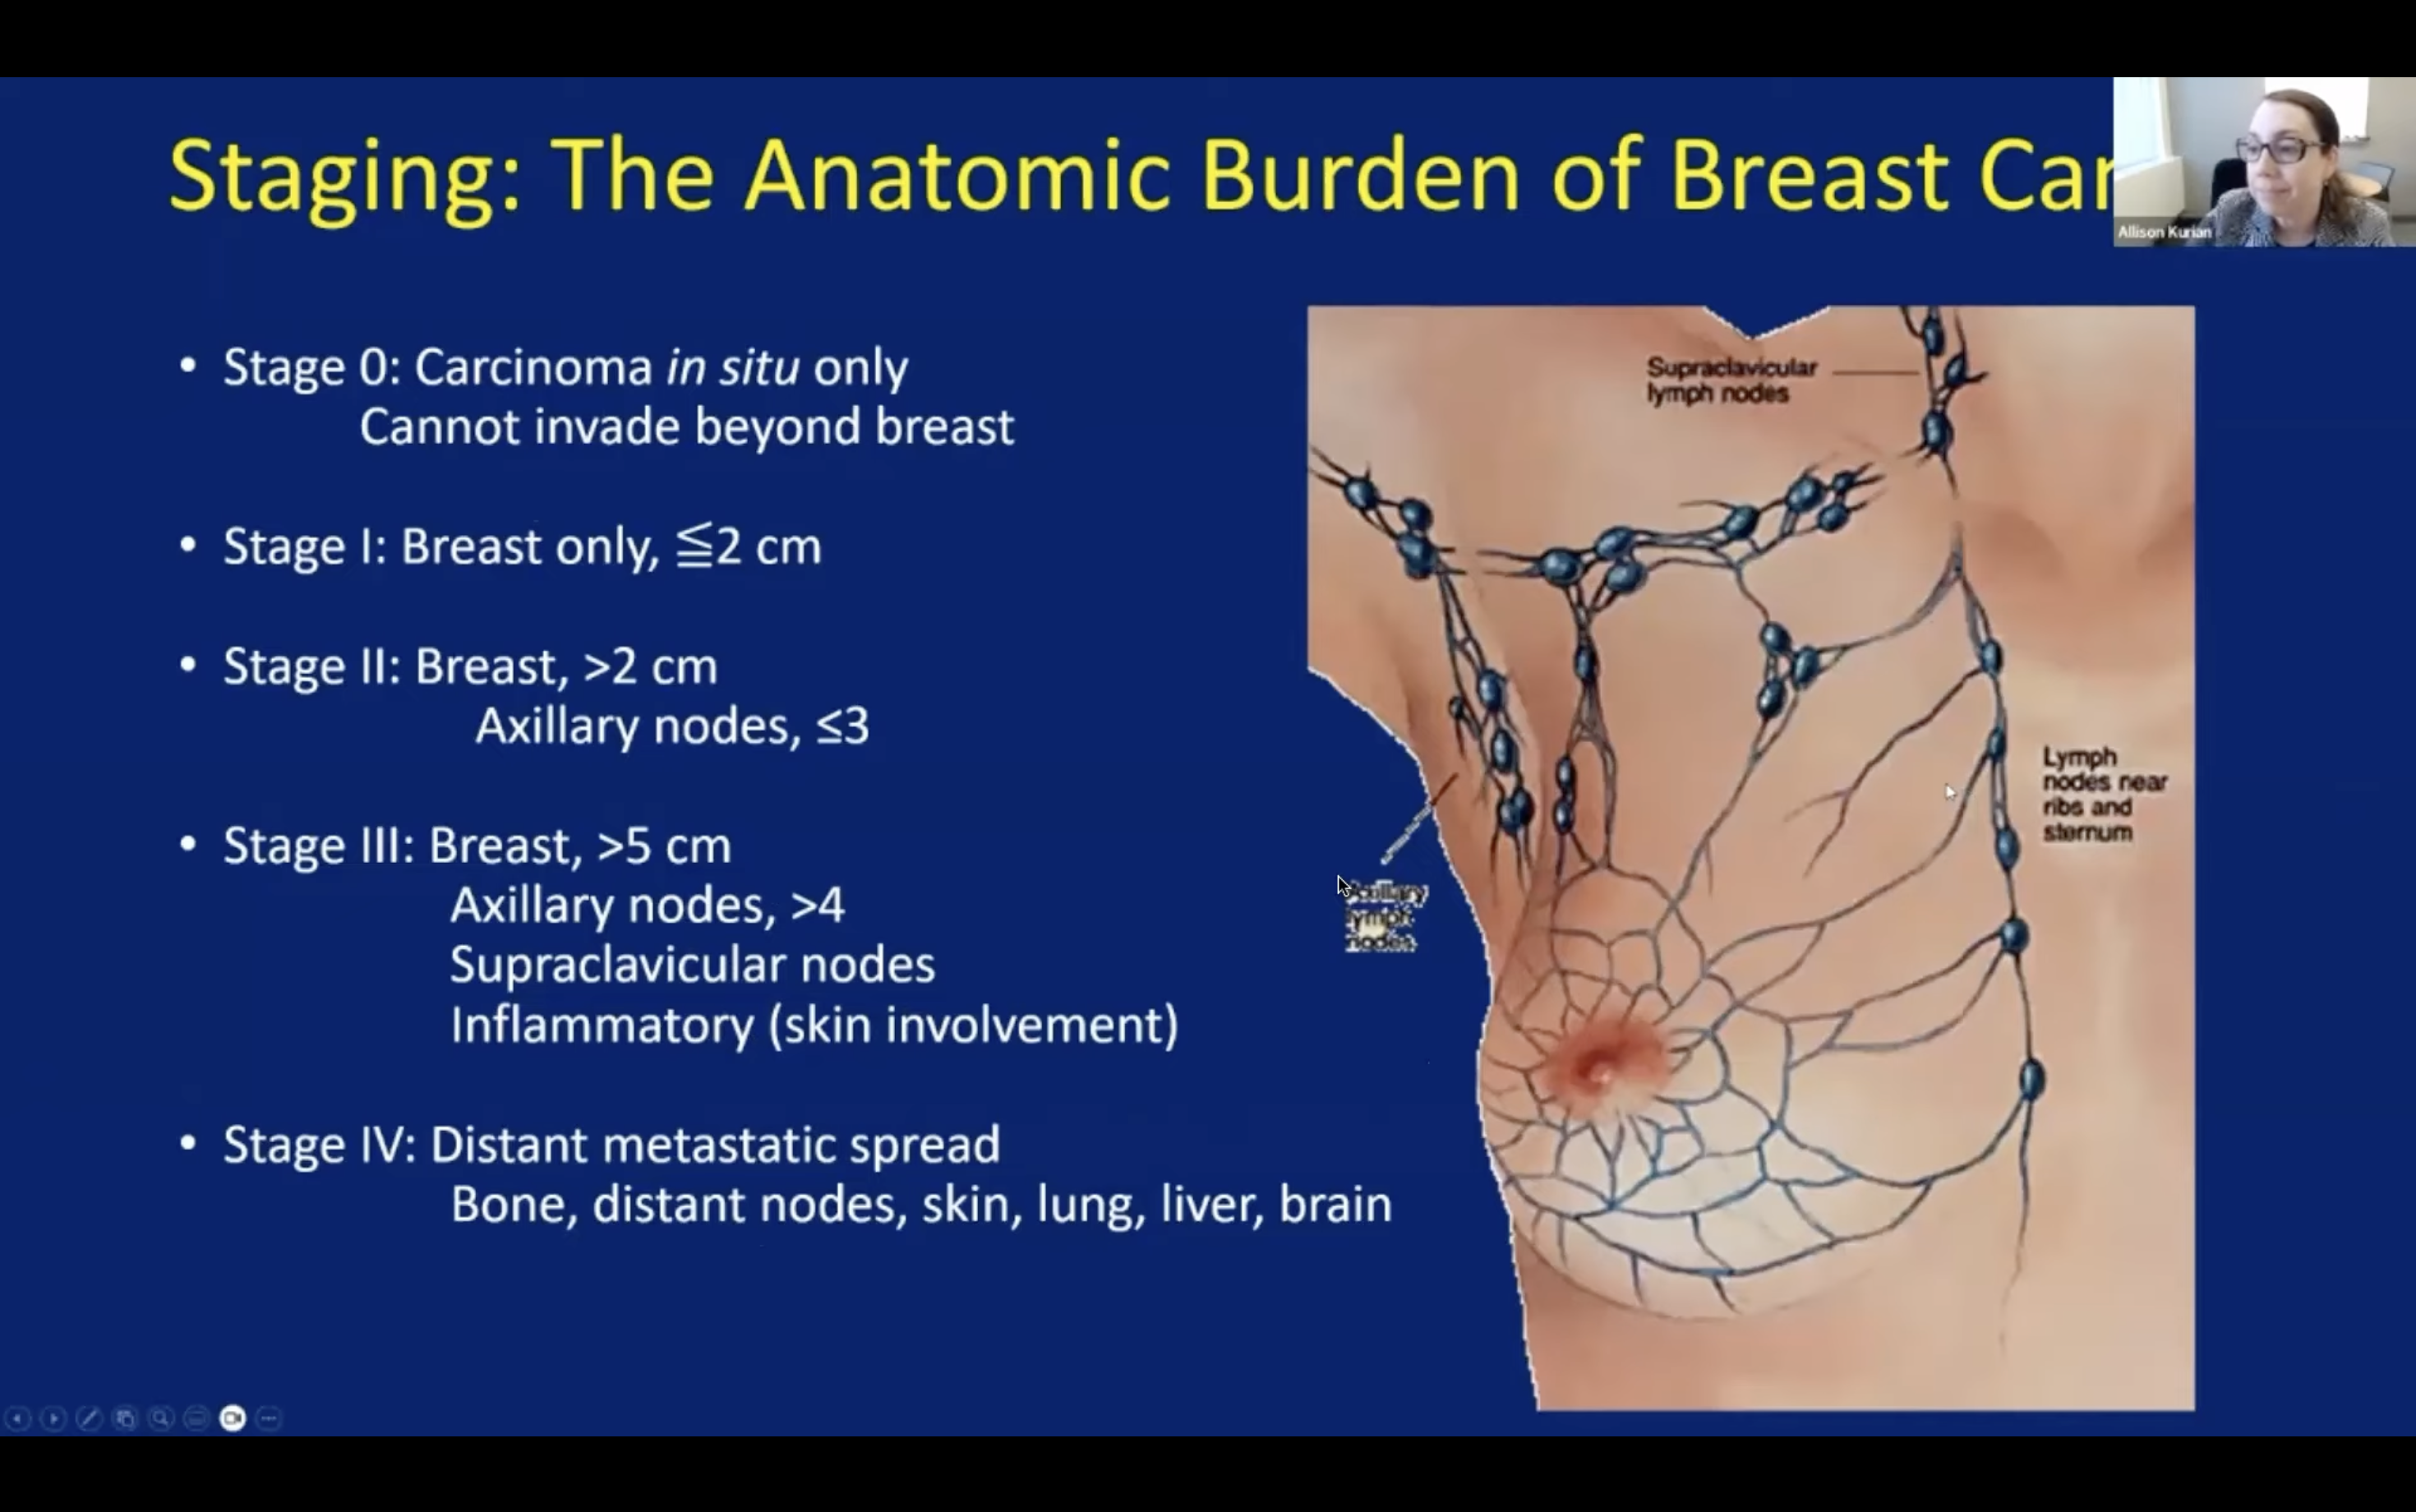 Staging: The Anatomic Burden of Breast Can
Allison Kurian
• Stage 0: Carcinoma in situ only
Cannot invade beyond breast
• Stage I: Breast only, ≦2 cm
• Stage II: Breast, >2 cm
Axillary nodes, ≤3
• Stage III: Breast, >5 cm
Axillary nodes, >4
Supraclavicular nodes
Inflammatory (skin involvement)
• Stage IV: Distant metastatic spread
Bone, distant nodes, skin, lung, liver, brain
Supraclavicular
lymph nodes
Lymph
nodes near
ribs and
sternum
Axillary
lymph
nodes